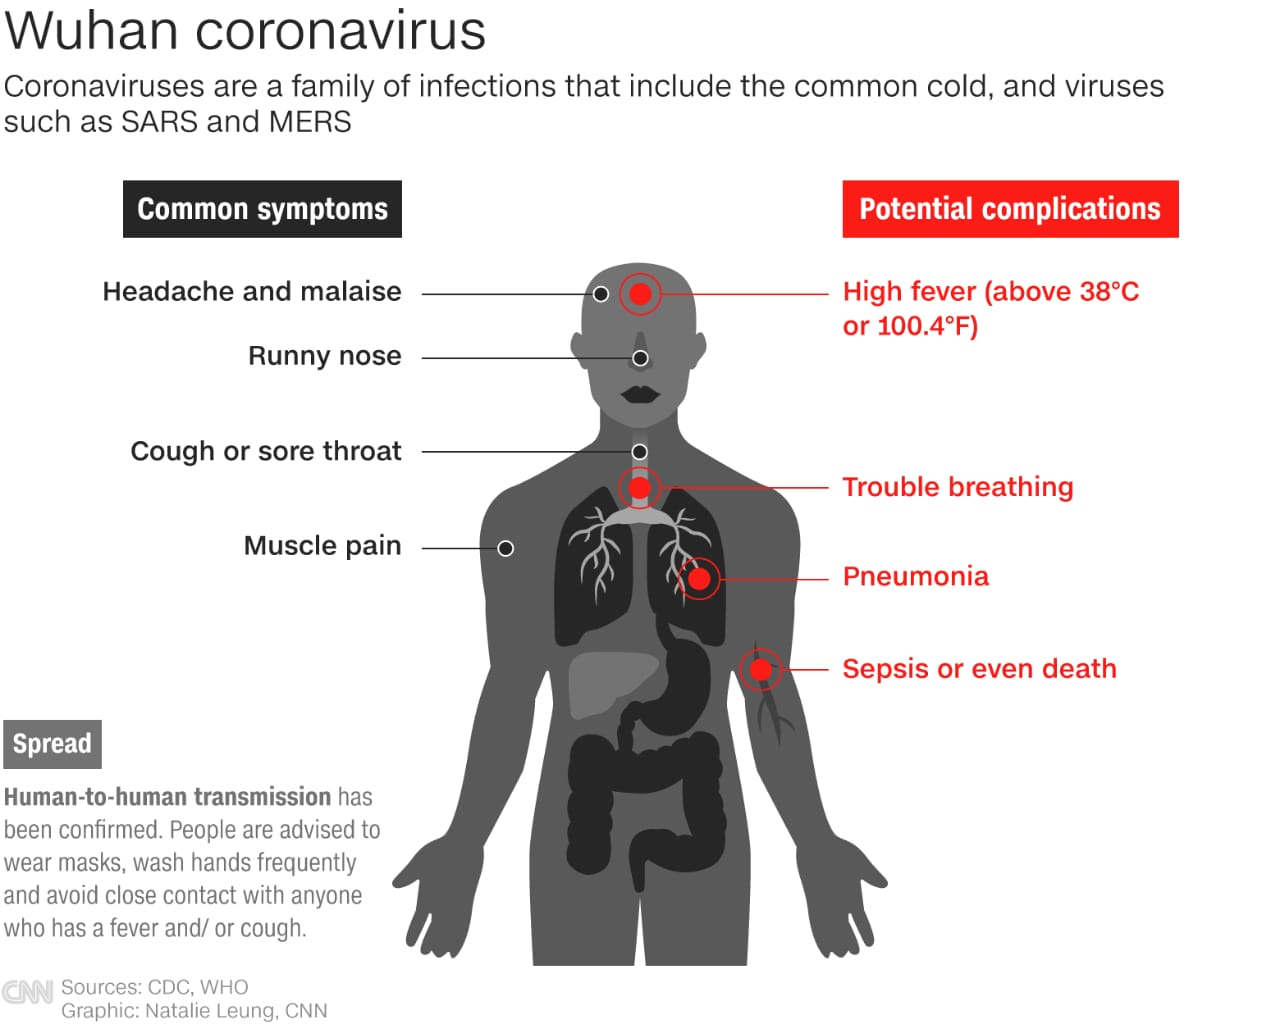 Wuhan coronavirus
Coronaviruses are a family of infections that include the common cold, and viruses
such as SARS and MERS
Common symptoms
Headache and malaise
Runny nose
Cough or sore throat
Muscle pain
Potential complications
High fever (above 38°C
or 100.4°F)
Trouble breathing
Pneumonia
Sepsis or even death
Spread
Human-to-human transmission has
been confirmed. People are advised to
wear masks, wash hands frequently
and avoid close contact with anyone
who has a fever and/ or cough.
CNN
Sources: CDC, WHO
Graphic: Natalie Leung, CNN